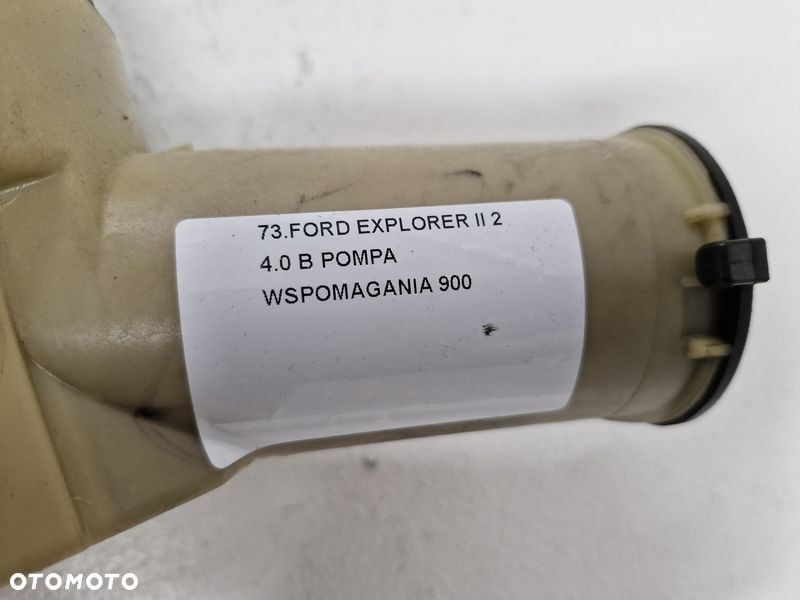 73.FORD EXPLORER II 2
4.0 B POMPA
WSPOMAGANIA 900
OTOMOTO